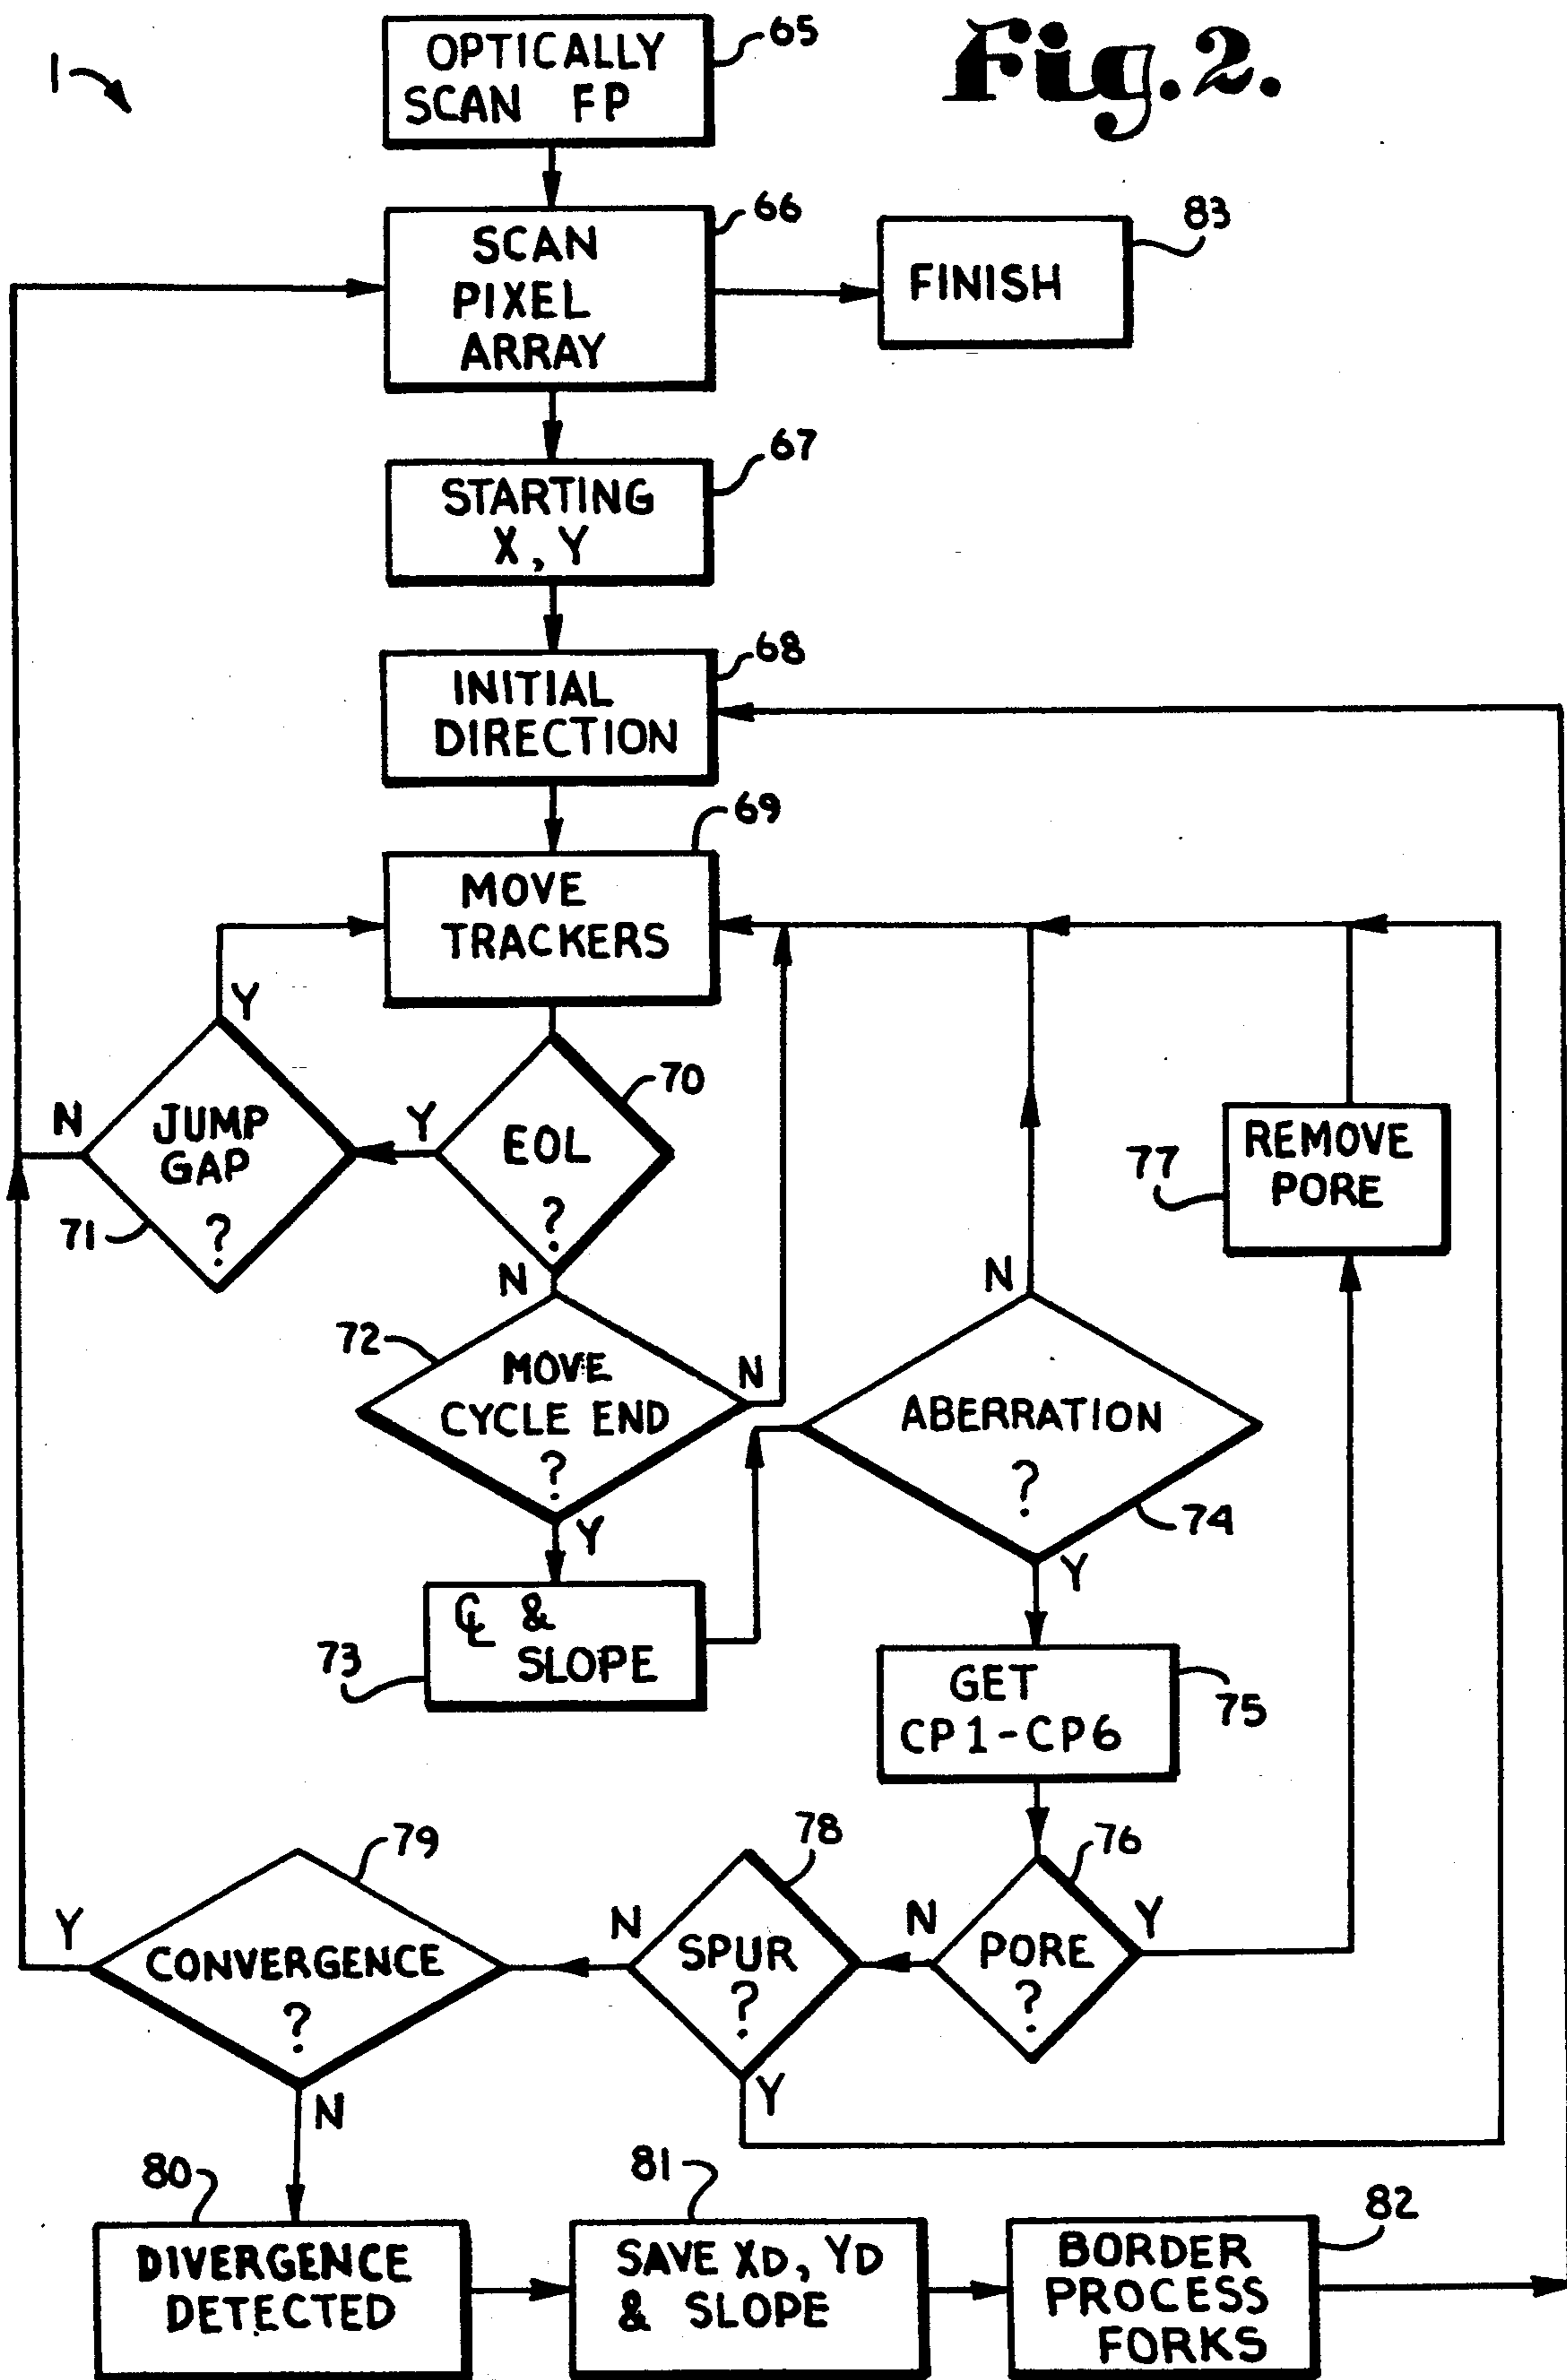 1
Fig. 2.
OPTICALLY
SCAN FP
65
SCAN
PIXEL
ARRAY
66
FINISH
83
STARTING
X, Y
67
INITIAL
DIRECTION
68
MOVE
TRACKERS
69
EOL
?
70
Y
N
JUMP
GAP
?
71
Y
N
MOVE
CYCLE END
?
72
N
Y
℄ &
SLOPE
73
ABERRATION
?
74
N
Y
REMOVE
PORE
77
GET
CP1-CP6
75
PORE
?
76
Y
N
SPUR
?
78
N
Y
CONVERGENCE
?
79
Y
N
DIVERGENCE
DETECTED
80
SAVE XD, YD
& SLOPE
81
BORDER
PROCESS
FORKS
82